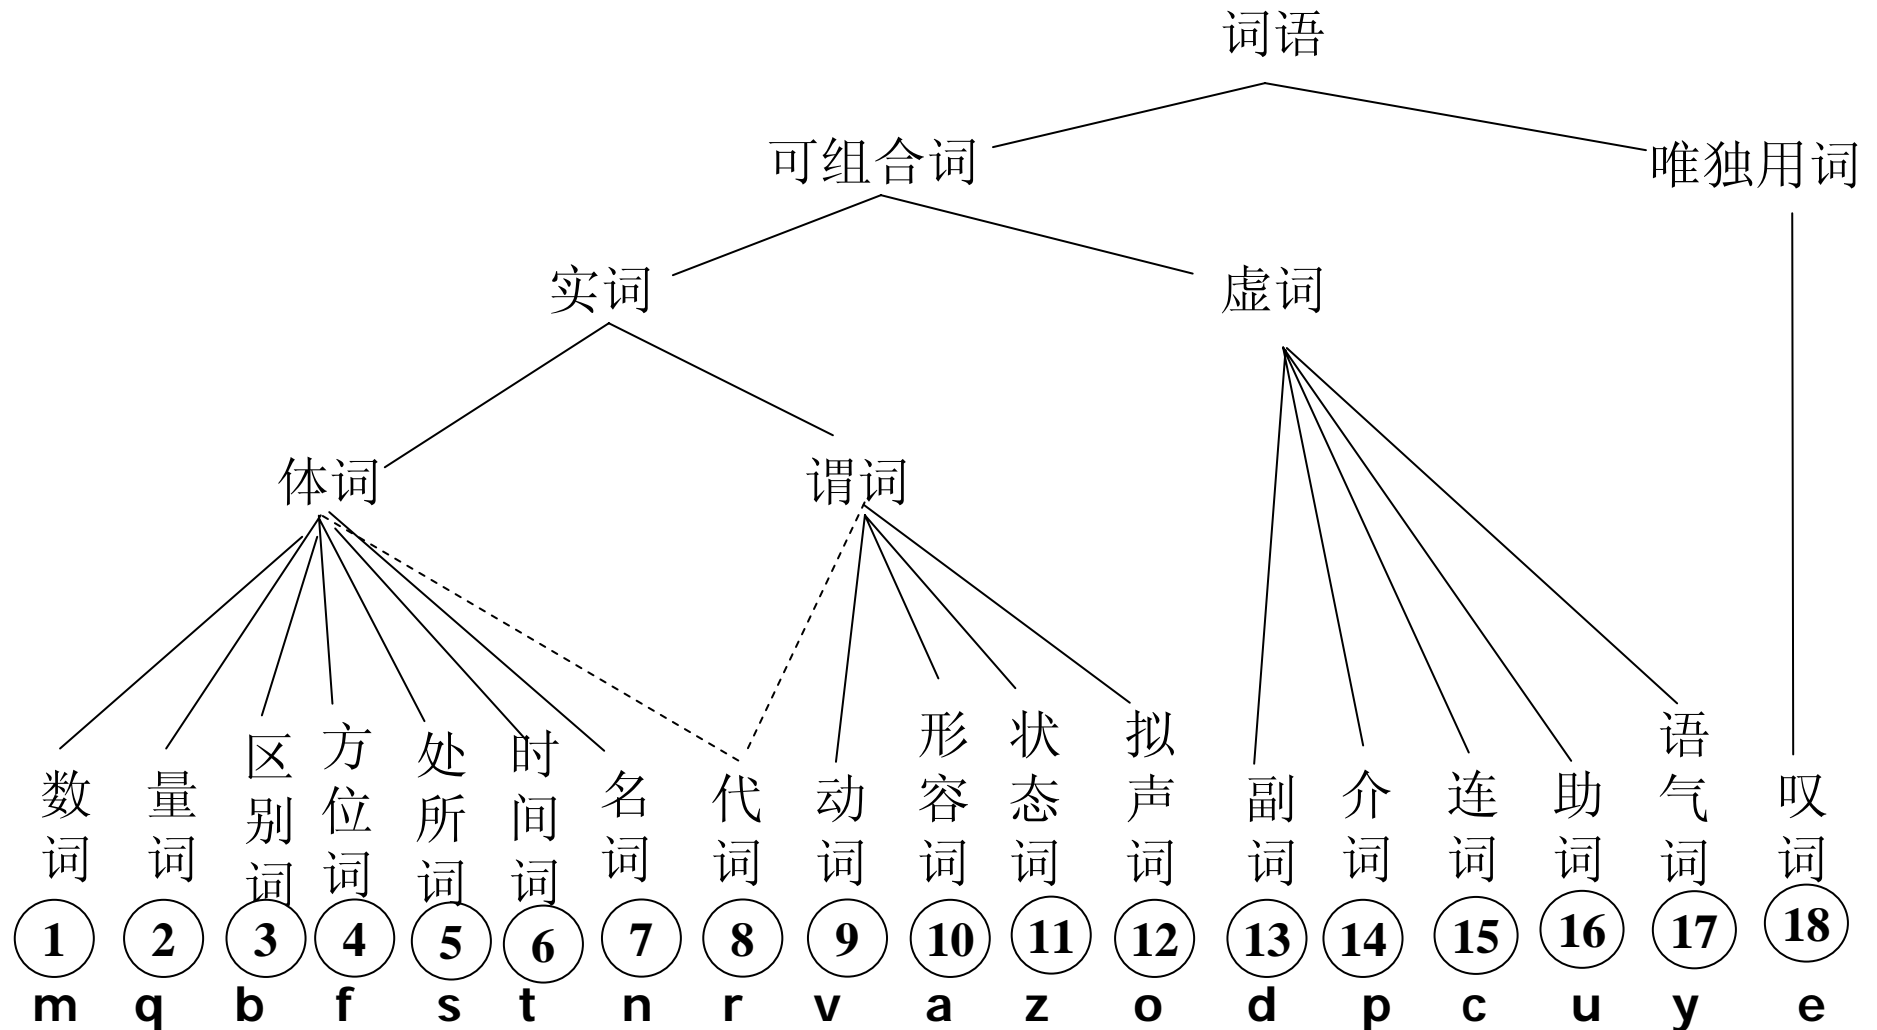 词语
可组合词
唯独用词
实词
虚词
体词
谓词
数词
量词
区别词
方位词
处所词
时间词
名词
代词
动词
形容词
状态词
拟声词
副词
介词
连词
助词
语气词
叹词
1 2 3 4 5 6 7 8 9 10 11 12 13 14 15 16 17 18
m q b f s t n r v a z o d p c u y e